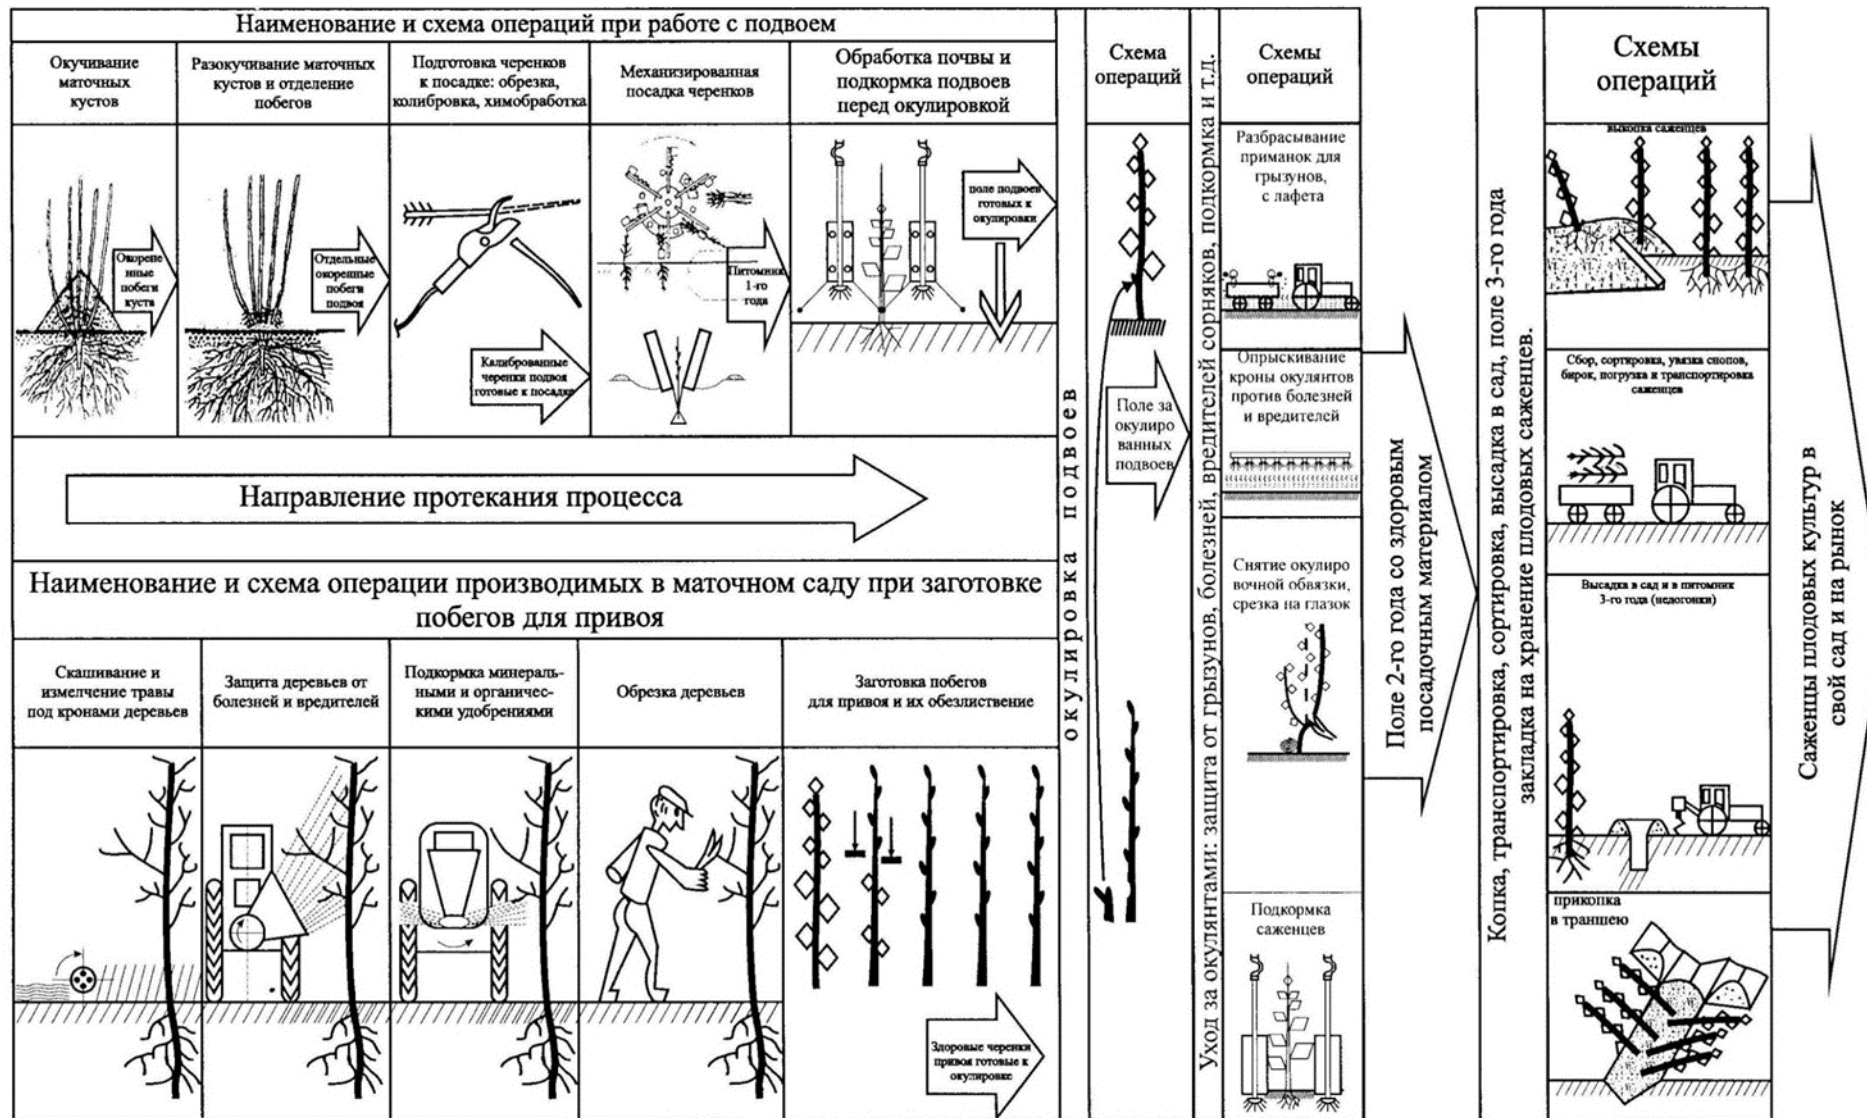 Наименование и схема операций при работе с подвоем
Окучивание
маточных
кустов
Разокучивание маточных
кустов и отделение
побегов
Подготовка черенков
к посадке: обрезка,
колибровка, химобработка
Механизированная
посадка черенков
Обработка почвы и
подкормка подвоев
перед окулировкой
Окорене
нные
побеги
куста
Отдельные
окоренные
побеги
подвоя
Калиброванные
черенки подвоя
готовые к посадке
Питомник
1-го
года
поле подвоев
готовых к
окулировки
Направление протекания процесса
Наименование и схема операции производимых в маточном саду при заготовке
побегов для привоя
Скашивание и
измелчение травы
под кронами деревьев
Защита деревьев от
болезней и вредителей
Подкормка минераль-
ными и органичес-
кими удобрениями
Обрезка деревьев
Заготовка побегов
для привоя и их обезлиствение
Здоровые черенки
привоя готовые к
окулировке
окулировка подвоев
Схема
операций
Поле за
окулиро
ванных
подвоев
Уход за окулянтами: защита от грызунов, болезней, вредителей сорняков, подкормка и т.д.
Схемы
операций
Разбрасывание
приманок для
грызунов,
с лафета
Опрыскивание
кроны окулянтов
против болезней
и вредителей
Снятие окулиро
вочной обвязки,
срезка на глазок
Подкормка
саженцев
Поле 2-го года со здоровым
посадочным материалом
Копка, транспортировка, сортировка, высадка в сад, поле 3-го года
закладка на хранение плодовых саженцев.
Схемы
операций
выкопка саженцев
Сбор, сортировка, увязка снопов,
бирок, погрузка и транспортировка
саженцев
Высадка в сад и в питомник
3-го года (недогонки)
прикопка
в траншею
Саженцы плодовых культур в
свой сад и на рынок